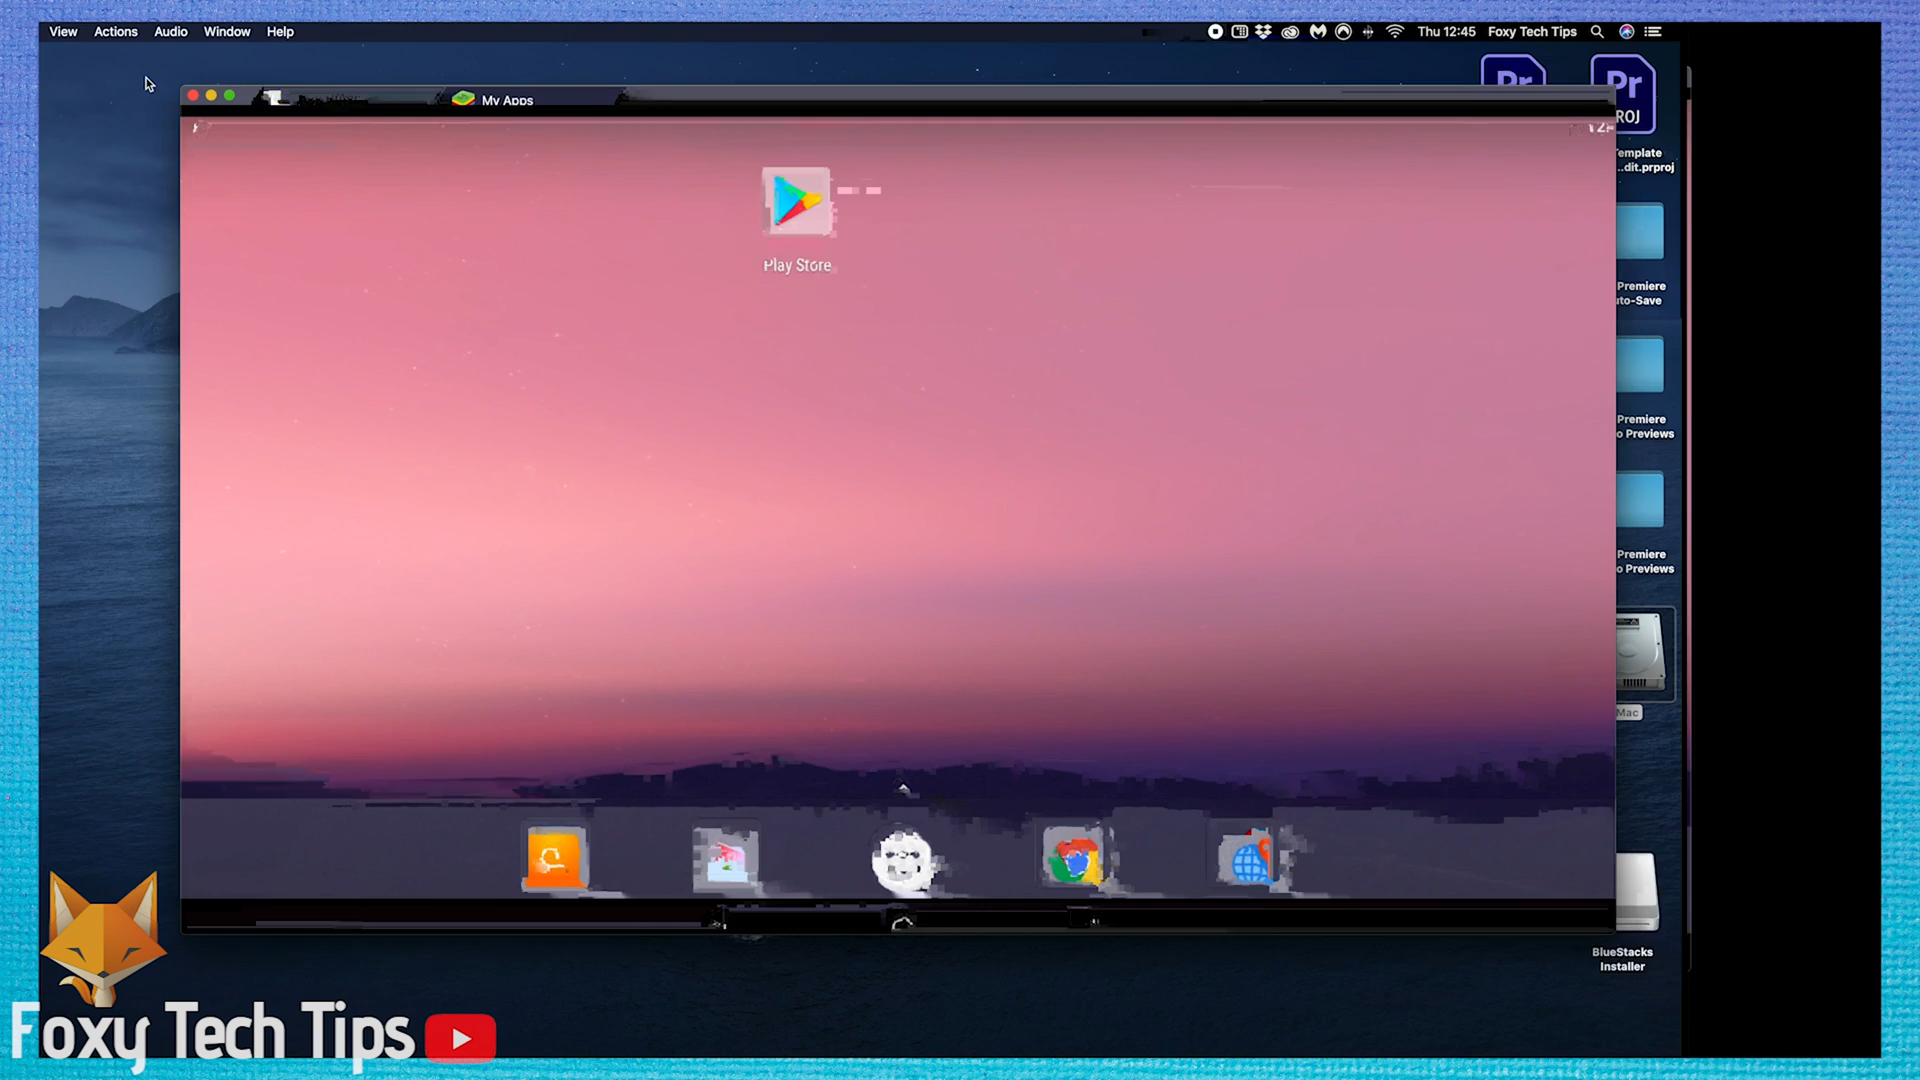 View Actions Audio Window Help Thu 12:45 Foxy Tech Tips
My Apps
Pr Pr
ROJ
emplate
...dit.prproj
Play Store
Premiere
uto-Save
Premiere
o Previews
Premiere
o Previews
Mac
BlueStacks
Installer
Foxy Tech Tips